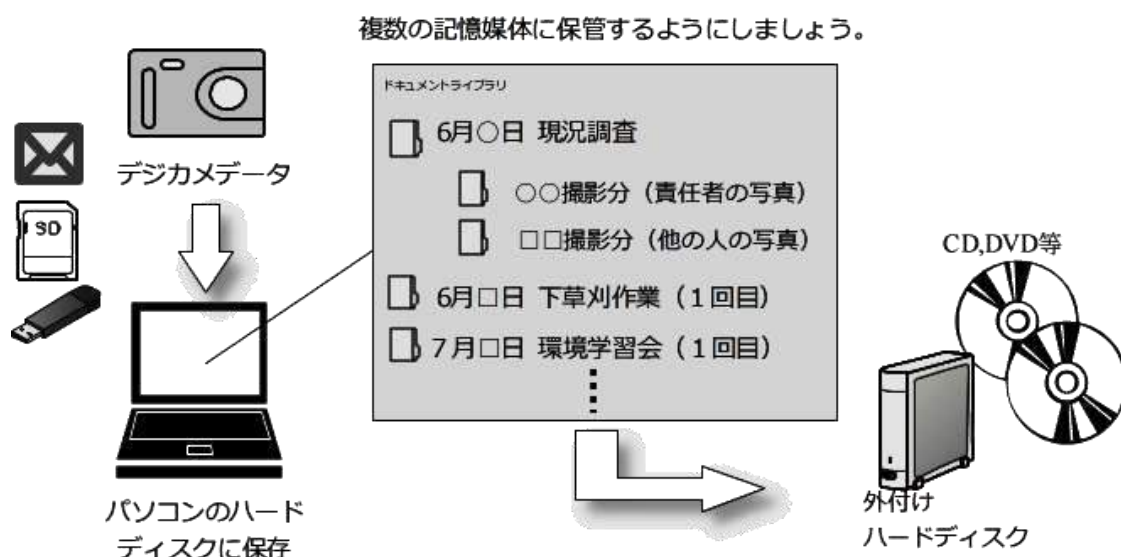 複数の記憶媒体に保管するようにしましょう。
ドキュメントライブラリ
6月○日 現況調査
○○撮影分（責任者の写真）
□□撮影分（他の人の写真）
6月□日 下草刈作業（１回目）
７月□日 環境学習会（１回目）
デジカメデータ
SD
パソコンのハード
ディスクに保存
CD,DVD等
外付け
ハードディスク